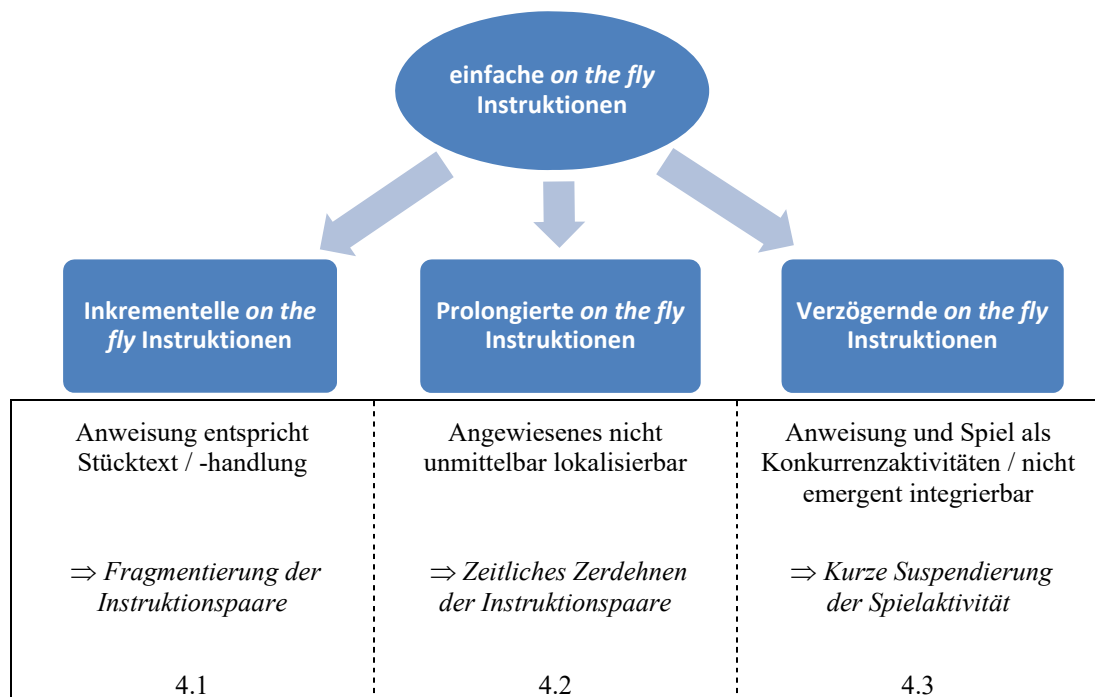 einfache on the fly
Instruktionen
Inkrementelle on the
fly Instruktionen
Prolongierte on the fly
Instruktionen
Verzögernde on the fly
Instruktionen
Anweisung entspricht
Stücktext / -handlung
⇒ Fragmentierung der
Instruktionspaare
4.1
Angewiesenes nicht
unmittelbar lokalisierbar
⇒ Zeitliches Zerdehnen
der Instruktionspaare
4.2
Anweisung und Spiel als
Konkurrenzaktivitäten / nicht
emergent integrierbar
⇒ Kurze Suspendierung
der Spielaktivität
4.3